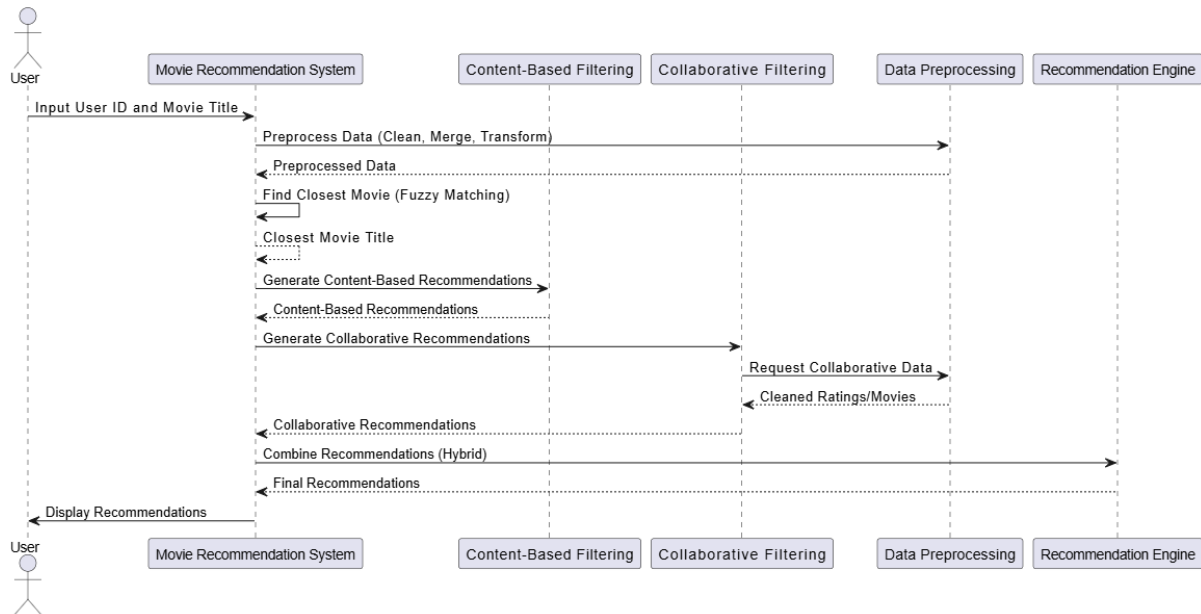 User
Movie Recommendation System
Content-Based Filtering
Collaborative Filtering
Data Preprocessing
Recommendation Engine
Input User ID and Movie Title
Preprocess Data (Clean, Merge, Transform)
Preprocessed Data
Find Closest Movie (Fuzzy Matching)
Closest Movie Title
Generate Content-Based Recommendations
Content-Based Recommendations
Generate Collaborative Recommendations
Request Collaborative Data
Cleaned Ratings/Movies
Collaborative Recommendations
Combine Recommendations (Hybrid)
Final Recommendations
Display Recommendations
User
Movie Recommendation System
Content-Based Filtering
Collaborative Filtering
Data Preprocessing
Recommendation Engine